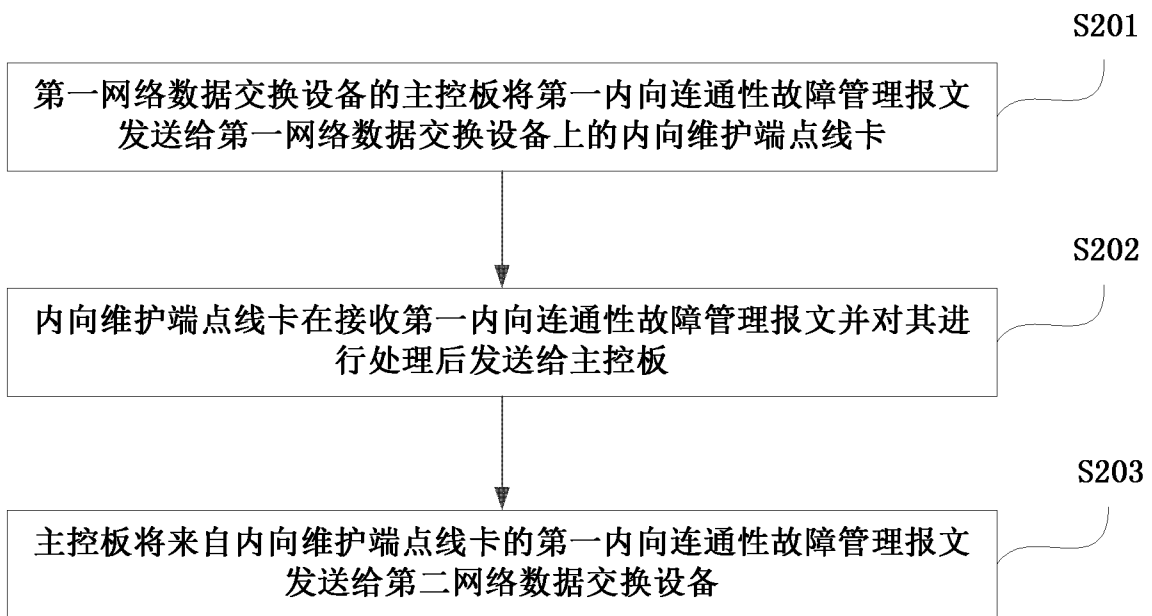 S201
第一网络数据交换设备的主控板将第一内向连通性故障管理报文
发送给第一网络数据交换设备上的内向维护端点线卡
S202
内向维护端点线卡在接收第一内向连通性故障管理报文并对其进
行处理后发送给主控板
S203
主控板将来自内向维护端点线卡的第一内向连通性故障管理报文
发送给第二网络数据交换设备